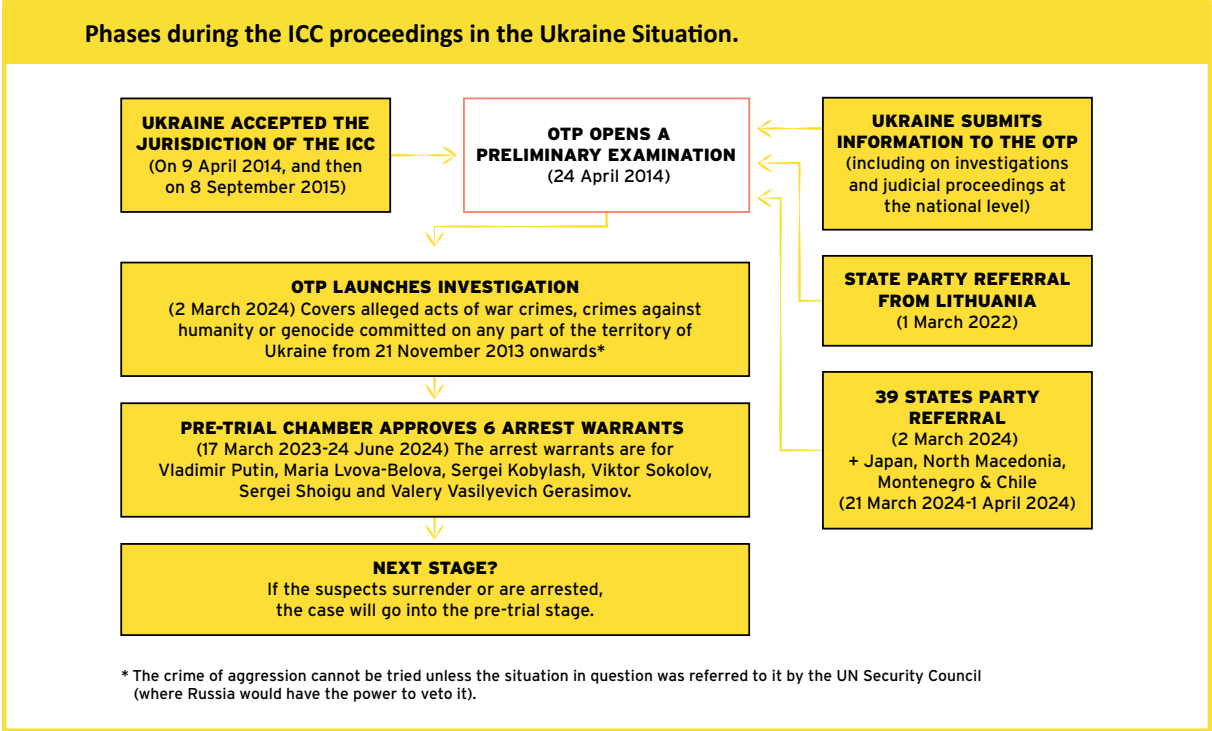 Phases during the ICC proceedings in the Ukraine Situation.
UKRAINE ACCEPTED THE
JURISDICTION OF THE ICC
(On 9 April 2014, and then
on 8 September 2015)
OTP OPENS A
PRELIMINARY EXAMINATION
(24 April 2014)
UKRAINE SUBMITS
INFORMATION TO THE OTP
(including on investigations
and judicial proceedings at
the national level)
OTP LAUNCHES INVESTIGATION
(2 March 2024) Covers alleged acts of war crimes, crimes against
humanity or genocide committed on any part of the territory of
Ukraine from 21 November 2013 onwards*
STATE PARTY REFERRAL
FROM LITHUANIA
(1 March 2022)
PRE-TRIAL CHAMBER APPROVES 6 ARREST WARRANTS
(17 March 2023-24 June 2024) The arrest warrants are for
Vladimir Putin, Maria Lvova-Belova, Sergei Kobylash, Viktor Sokolov,
Sergei Shoigu and Valery Vasilyevich Gerasimov.
39 STATES PARTY
REFERRAL
(2 March 2024)
+ Japan, North Macedonia,
Montenegro & Chile
(21 March 2024-1 April 2024)
NEXT STAGE?
If the suspects surrender or are arrested,
the case will go into the pre-trial stage.
* The crime of aggression cannot be tried unless the situation in question was referred to it by the UN Security Council
(where Russia would have the power to veto it).